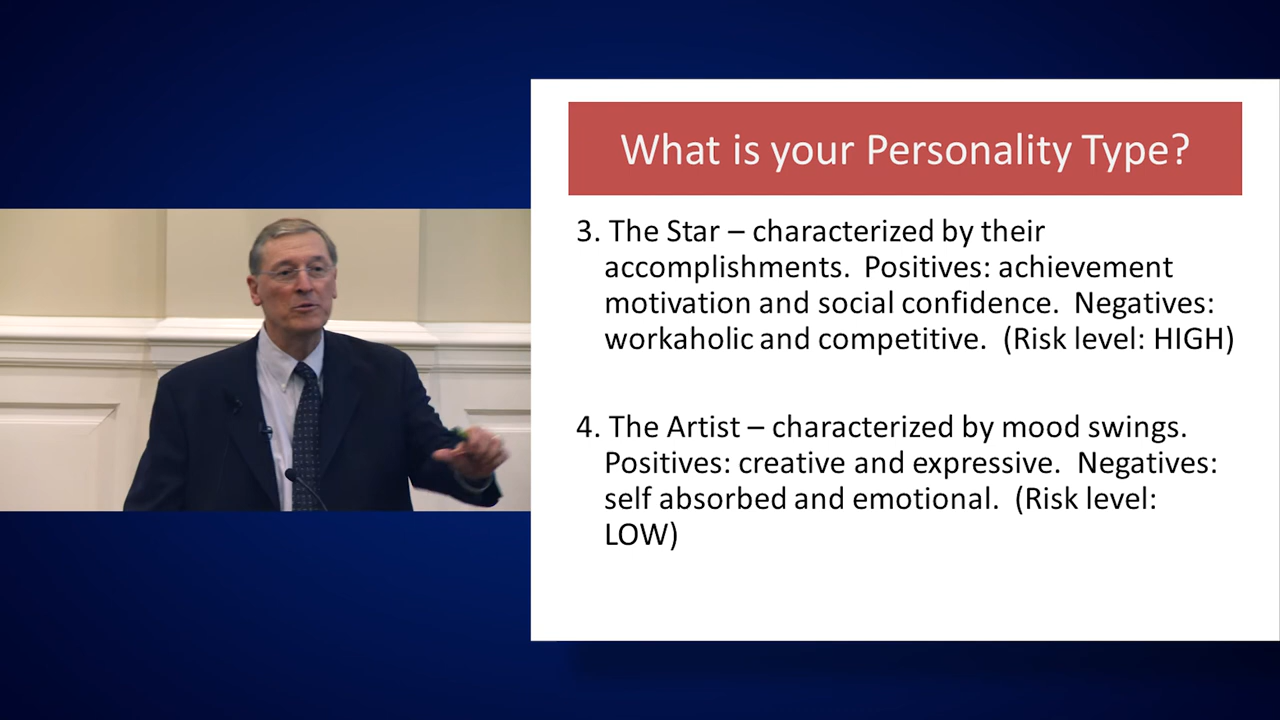 What is your Personality Type?
3. The Star – characterized by their
accomplishments.  Positives: achievement
motivation and social confidence.  Negatives:
workaholic and competitive.  (Risk level: HIGH)
4. The Artist – characterized by mood swings.
Positives: creative and expressive.  Negatives:
self absorbed and emotional.  (Risk level:
LOW)